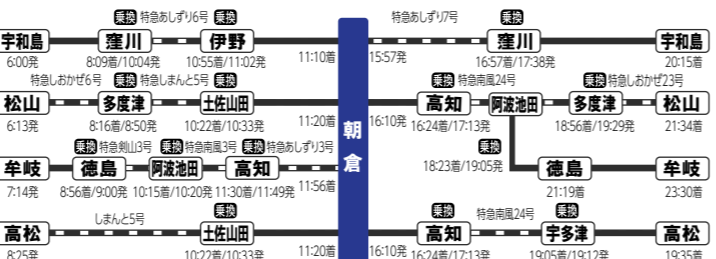 乗換 特急あしずり6号 乗換 特急あしずり7号 乗換
宇和島 窪川 伊野 窪川 宇和島
6:00発 8:09着/10:04発 10:55着/11:02発 11:10着 15:57発 16:57着/17:38発 20:15着
特急しおかぜ6号 乗換 特急しまんと5号 乗換 乗換 特急南風24号 乗換 特急しおかぜ23号
松山 多度津 土佐山田 高知 阿波池田 多度津 松山
6:13発 8:16着/8:50発 10:22着/10:33発 11:20着 16:10発 16:24着/17:13発 18:56着/19:29発 21:34着
朝倉
乗換 特急剣山3号 乗換 特急南風3号 乗換 特急あしずり3号 乗換
牟岐 徳島 阿波池田 高知 18:23着/19:05発 徳島 牟岐
7:14発 8:56着/9:00発 10:15着/10:20発 11:30着/11:49発 11:56着 21:19着 23:30着
しまんと5号 乗換 乗換 特急南風24号 乗換
高松 土佐山田 高知 宇多津 高松
8:25発 10:22着/10:33発 11:20着 16:10発 16:24着/17:13発 19:05着/19:12発 19:35着